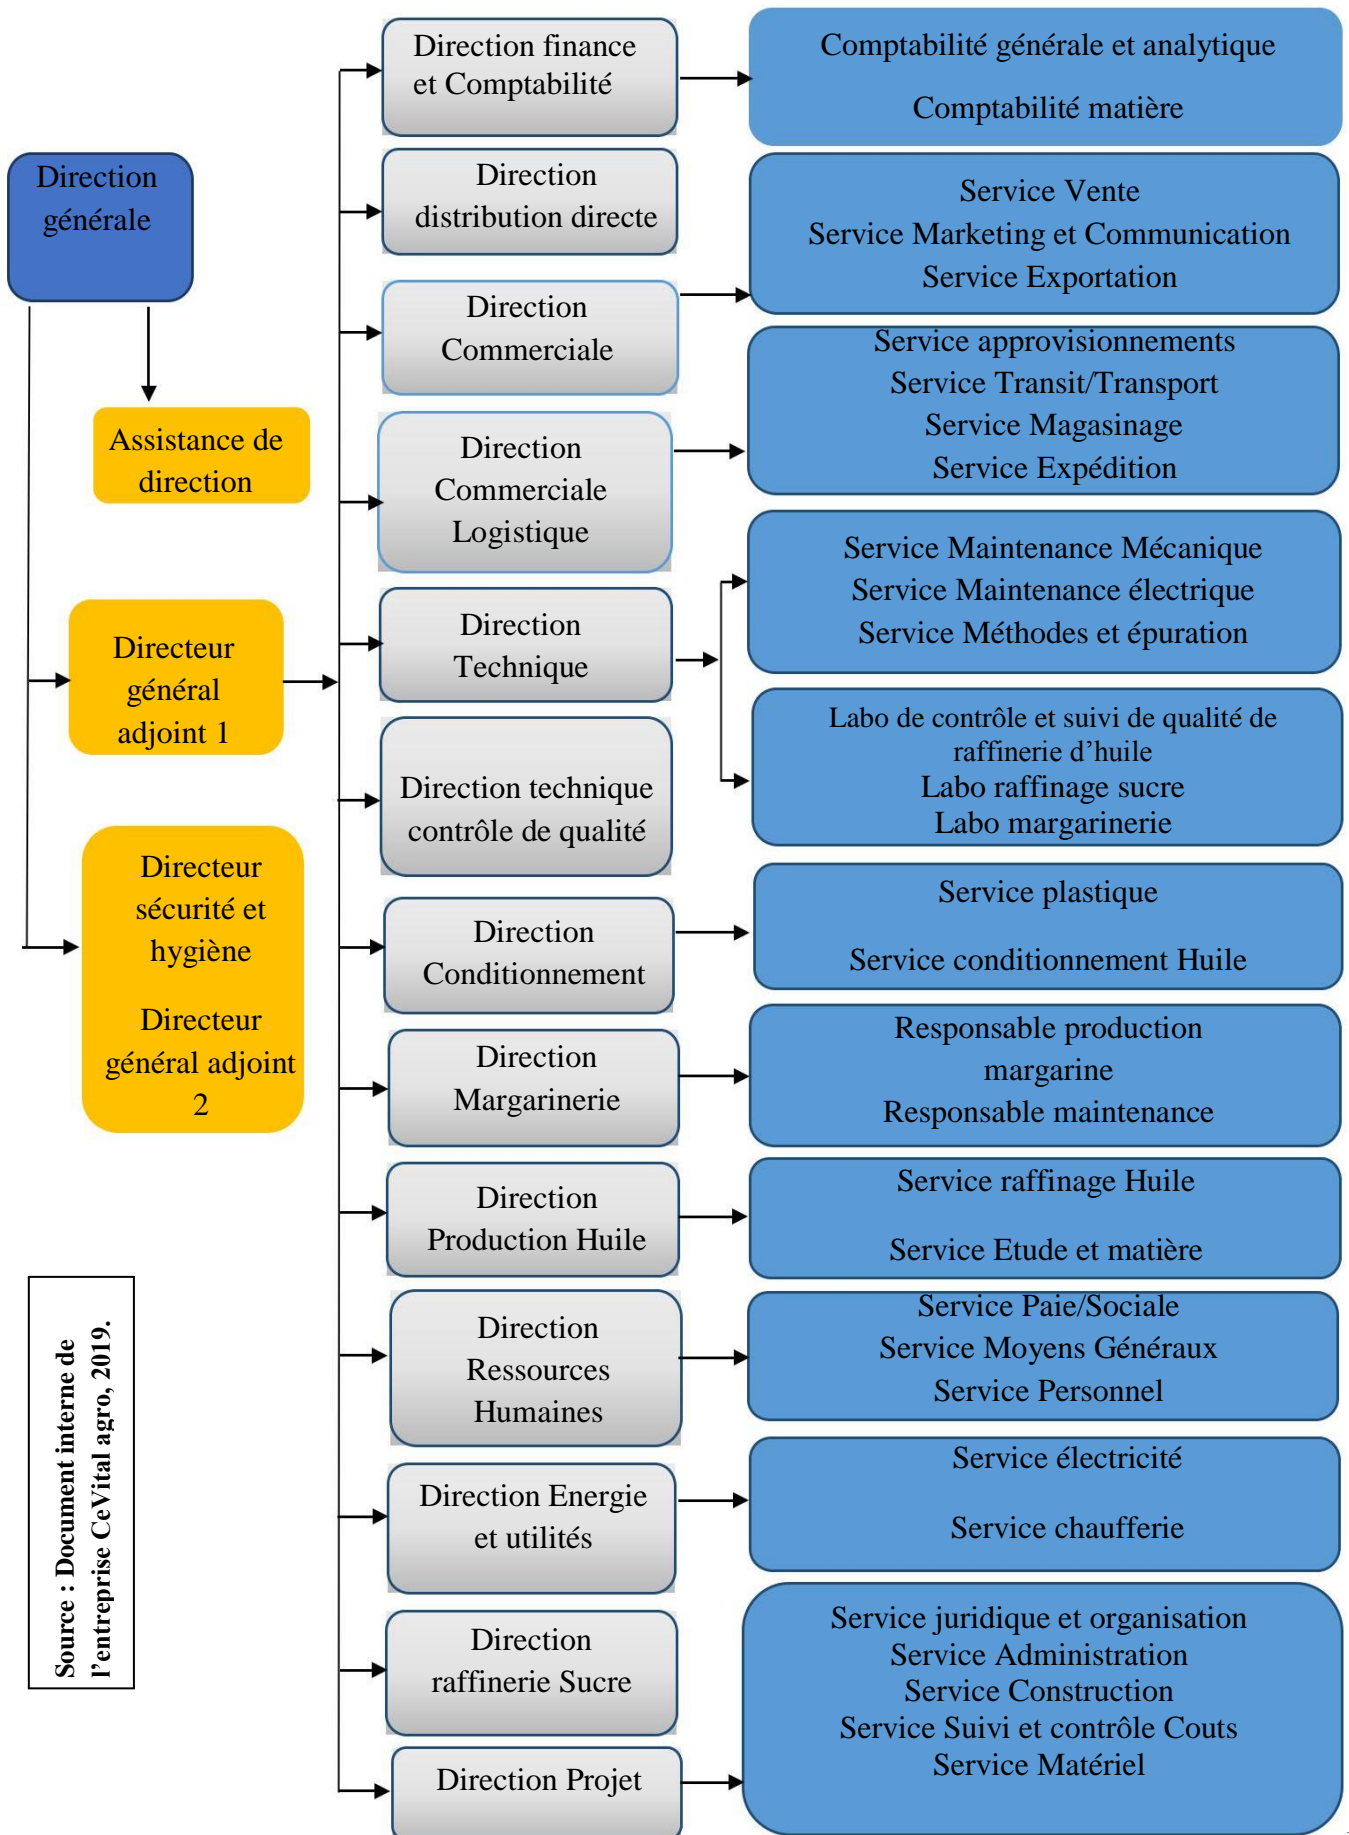 Direction
générale
Assistance de
direction
Directeur
général
adjoint 1
Directeur
sécurité et
hygiène
Directeur
général adjoint
2
Source : Document interne de
l’entreprise CeVital agro, 2019.
Direction finance
et Comptabilité
Comptabilité générale et analytique
Comptabilité matière
Direction
distribution directe
Direction
Commerciale
Service Vente
Service Marketing et Communication
Service Exportation
Direction
Commerciale
Logistique
Service approvisionnements
Service Transit/Transport
Service Magasinage
Service Expédition
Direction
Technique
Service Maintenance Mécanique
Service Maintenance électrique
Service Méthodes et épuration
Labo de contrôle et suivi de qualité de
raffinerie d’huile
Labo raffinage sucre
Labo margarinerie
Direction technique
contrôle de qualité
Direction
Conditionnement
Service plastique
Service conditionnement Huile
Direction
Margarinerie
Responsable production
margarine
Responsable maintenance
Direction
Production Huile
Service raffinage Huile
Service Etude et matière
Direction
Ressources
Humaines
Service Paie/Sociale
Service Moyens Généraux
Service Personnel
Direction Energie
et utilités
Service électricité
Service chaufferie
Direction
raffinerie Sucre
Direction Projet
Service juridique et organisation
Service Administration
Service Construction
Service Suivi et contrôle Couts
Service Matériel